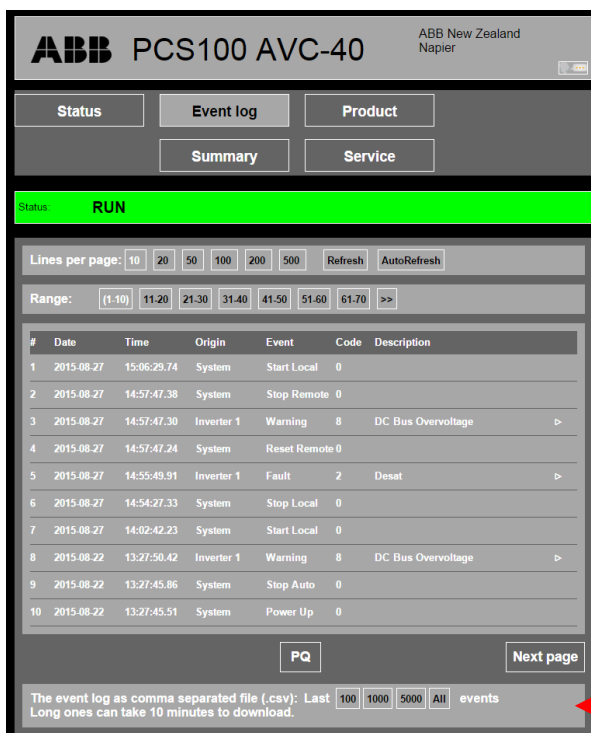 ABB PCS100 AVC-40 ABB New Zealand
Napier
Status Event log Product
Summary Service
Status: RUN
Lines per page: 10 20 50 100 200 500 Refresh AutoRefresh
Range: (1-10) 11-20 21-30 31-40 41-50 51-60 61-70 >>
# Date Time Origin Event Code Description
1 2015-08-27 15:06:29.74 System Start Local 0
2 2015-08-27 14:57:47.38 System Stop Remote 0
3 2015-08-27 14:57:47.30 Inverter 1 Warning 8 DC Bus Overvoltage
4 2015-08-27 14:57:47.24 System Reset Remote 0
5 2015-08-27 14:55:49.91 Inverter 1 Fault 2 Desat
6 2015-08-27 14:54:27.33 System Stop Local 0
7 2015-08-27 14:02:42.23 System Start Local 0
8 2015-08-22 13:27:50.42 Inverter 1 Warning 8 DC Bus Overvoltage
9 2015-08-22 13:27:45.86 System Stop Auto 0
10 2015-08-22 13:27:45.51 System Power Up 0
PQ Next page
The event log as comma separated file (.csv): Last 100 1000 5000 All events
Long ones can take 10 minutes to download.